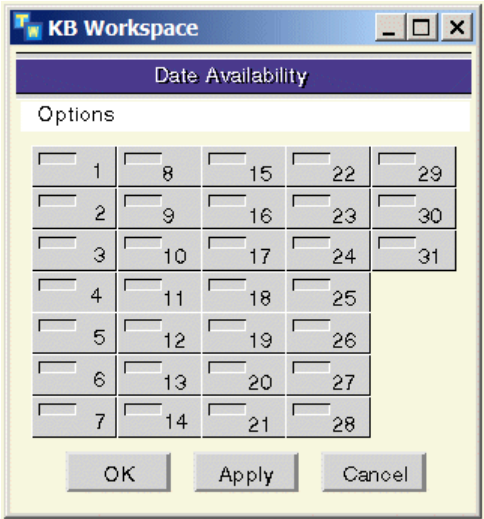 TW KB Workspace
Date Availability
Options
1 8 15 22 29
2 9 16 23 30
3 10 17 24 31
4 11 18 25
5 12 19 26
6 13 20 27
7 14 21 28
OK Apply Cancel